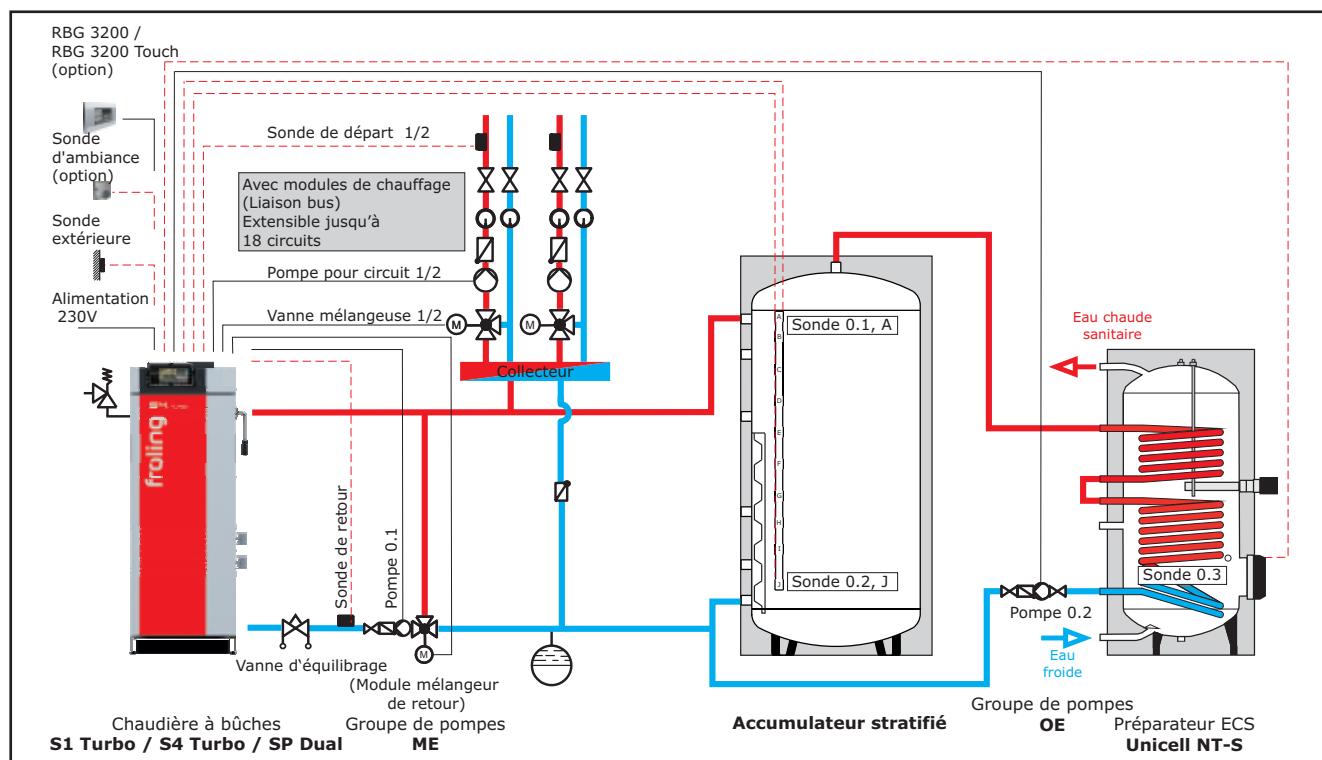 RBG 3200 /
RBG 3200 Touch
(option)
Sonde
d'ambiance
(option)
Sonde
extérieure
Alimentation
230V
Sonde de départ 1/2
Avec modules de chauffage
(Liaison bus)
Extensible jusqu'à
18 circuits
Pompe pour circuit 1/2
Vanne mélangeuse 1/2
M
M
Collecteur
froling
Sonde de retour
Pompe 0.1
M
Vanne d'équilibrage
(Module mélangeur
de retour)
A
B
C
D
E
F
G
H
I
J
Sonde 0.1, A
Sonde 0.2, J
Eau chaude
sanitaire
Sonde 0.3
Pompe 0.2
Eau
froide
Chaudière à bûches
S1 Turbo / S4 Turbo / SP Dual
Groupe de pompes
ME
Accumulateur stratifié
Groupe de pompes
OE
Préparateur ECS
Unicell NT-S